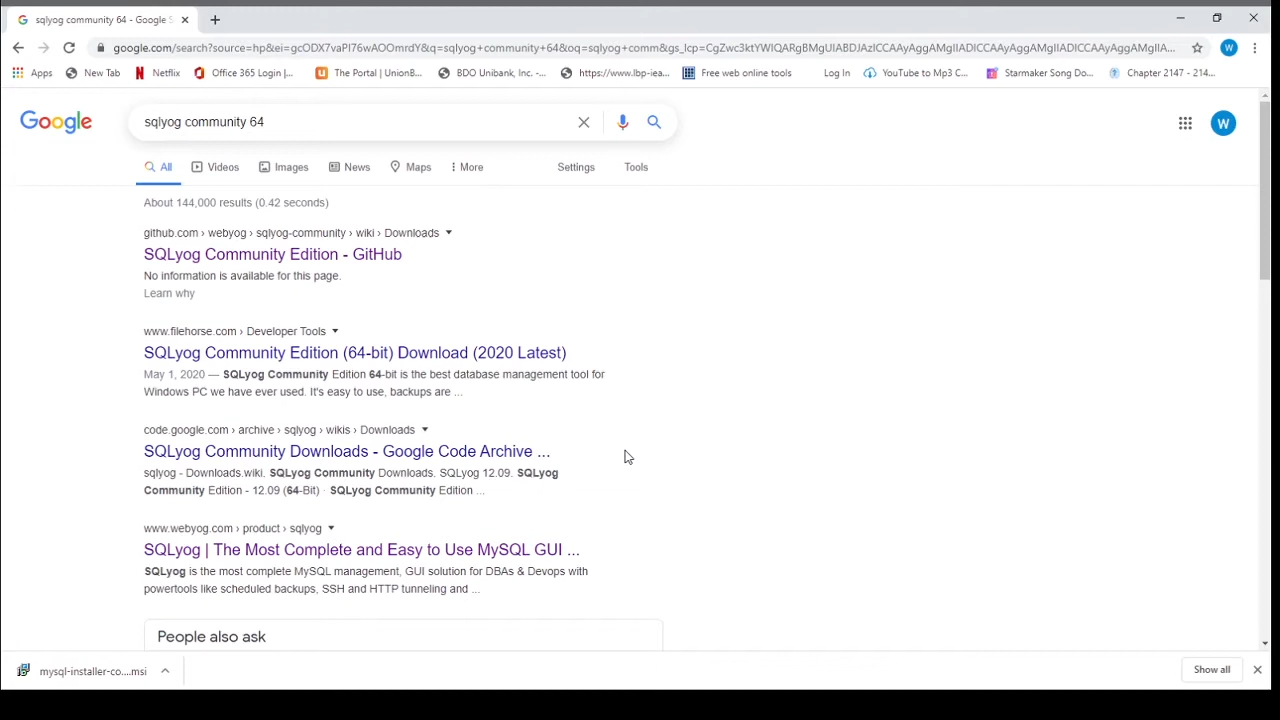 sqlyog community 64 - Google S
google.com/search?source=hp&ei=gcODX7vaPI76wAOOmrdY&q=sqlyog+community+64&oq=sqlyog+comm&gs_lcp=CgZwc3ktYWIQARgBMgUIABDJAzICCAAyAggAMgIIADICCAAyAggAMgIIADICCAAyAggAMgIIA...
W
Apps
New Tab
Netflix
Office 365 Login |...
The Portal | UnionB...
BDO Unibank, Inc. -...
https://www.lbp-iea...
Free web online tools
Log In
YouTube to Mp3 C...
Starmaker Song Do...
Chapter 2147 - 214...
Google
sqlyog community 64
W
All
Videos
Images
News
Maps
More
Settings
Tools
About 144,000 results (0.42 seconds)
github.com › webyog › sqlyog-community › wiki › Downloads
SQLyog Community Edition - GitHub
No information is available for this page.
Learn why
www.filehorse.com › Developer Tools
SQLyog Community Edition (64-bit) Download (2020 Latest)
May 1, 2020 — SQLyog Community Edition 64-bit is the best database management tool for
Windows PC we have ever used. It's easy to use, backups are ...
code.google.com › archive › sqlyog › wikis › Downloads
SQLyog Community Downloads - Google Code Archive ...
sqlyog - Downloads.wiki. SQLyog Community Downloads. SQLyog 12.09. SQLyog
Community Edition - 12.09 (64-Bit) · SQLyog Community Edition ...
www.webyog.com › product › sqlyog
SQLyog | The Most Complete and Easy to Use MySQL GUI ...
SQLyog is the most complete MySQL management, GUI solution for DBAs & Devops with
powertools like scheduled backups, SSH and HTTP tunneling and ...
People also ask
mysql-installer-co....msi
Show all